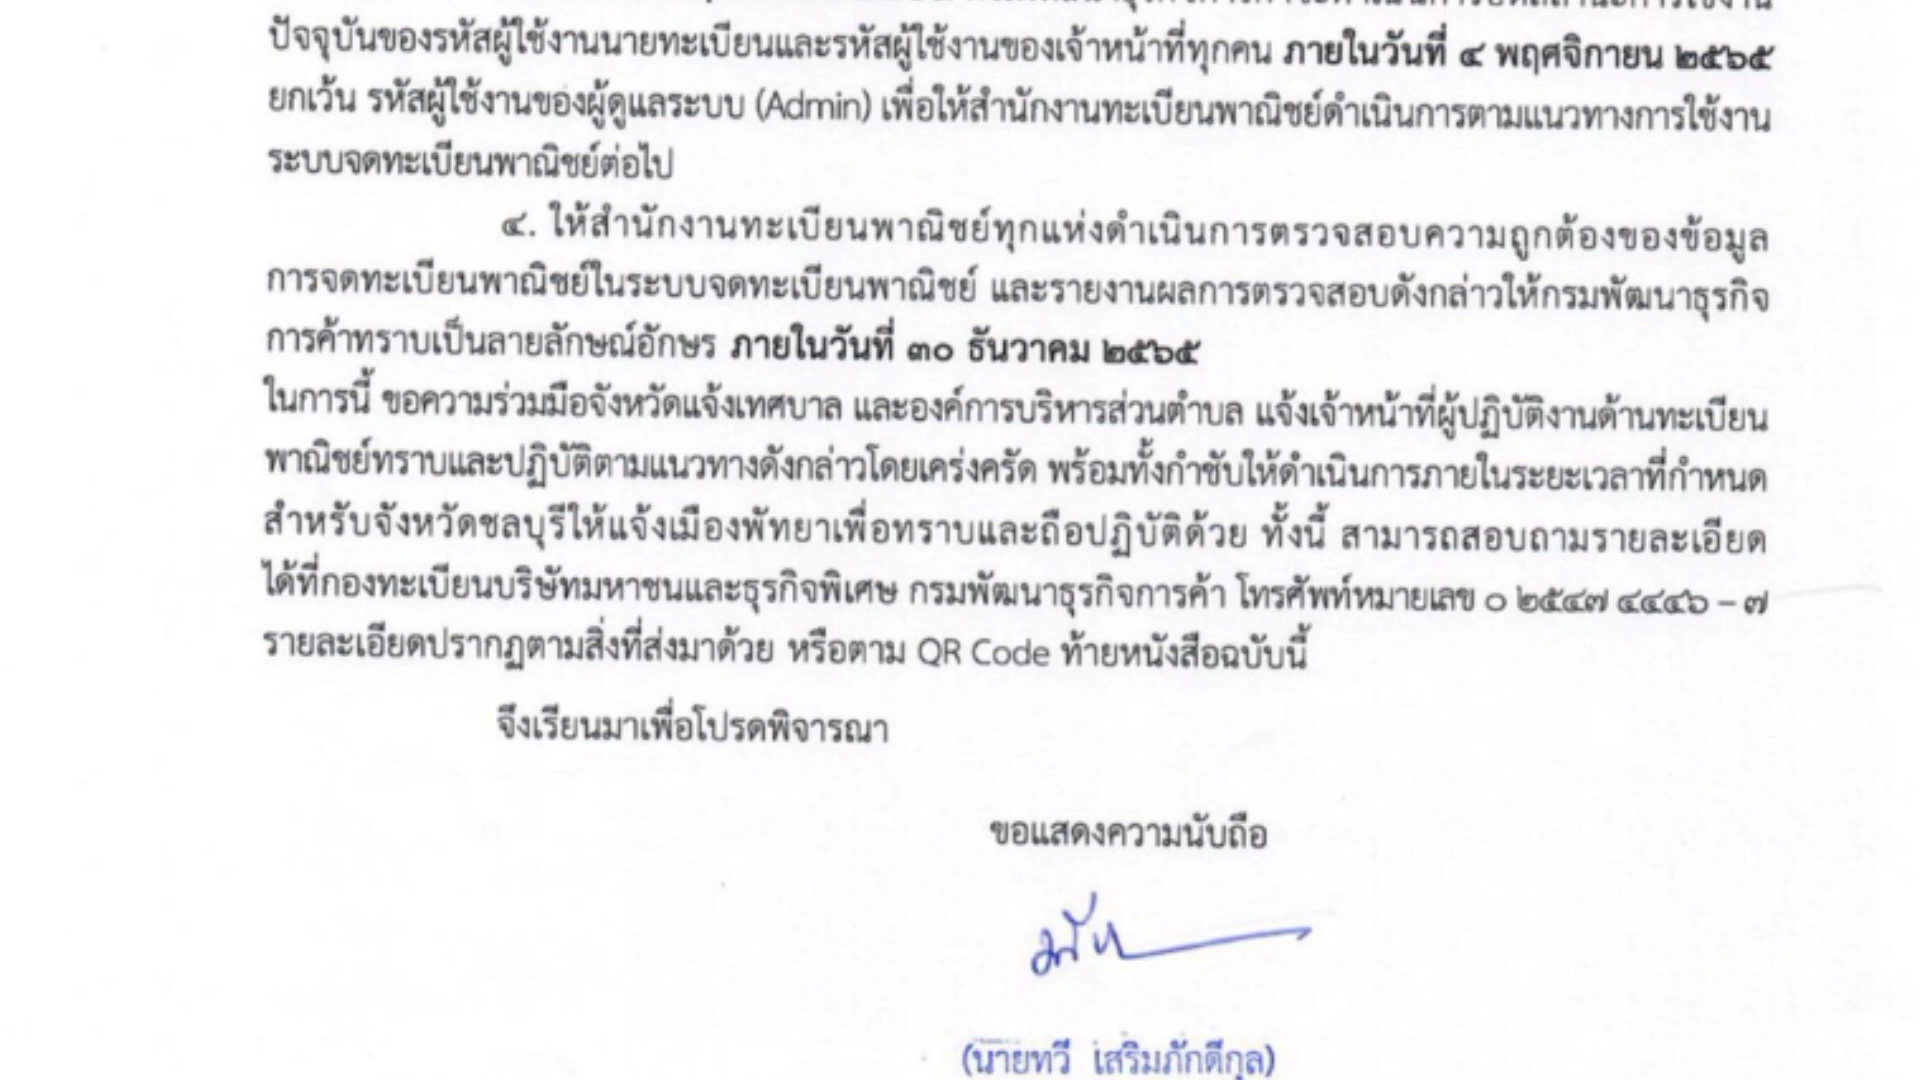 ปัจจุบันของรหัสผู้ใช้งานนายทะเบียนและรหัสผู้ใช้งานของเจ้าหน้าที่ทุกคน ภายในวันที่ ๔ พฤศจิกายน ๒๕๖๕
ยกเว้น รหัสผู้ใช้งานของผู้ดูแลระบบ (Admin) เพื่อให้สำนักงานทะเบียนพาณิชย์ดำเนินการตามแนวทางการใช้งาน
ระบบจดทะเบียนพาณิชย์ต่อไป
๔. ให้สำนักงานทะเบียนพาณิชย์ทุกแห่งดำเนินการตรวจสอบความถูกต้องของข้อมูล
การจดทะเบียนพาณิชย์ในระบบจดทะเบียนพาณิชย์ และรายงานผลการตรวจสอบดังกล่าวให้กรมพัฒนาธุรกิจ
การค้าทราบเป็นลายลักษณ์อักษร ภายในวันที่ ๓๐ ธันวาคม ๒๕๖๕
ในการนี้ ขอความร่วมมือจังหวัดแจ้งเทศบาล และองค์การบริหารส่วนตำบล แจ้งเจ้าหน้าที่ผู้ปฏิบัติงานด้านทะเบียน
พาณิชย์ทราบและปฏิบัติตามแนวทางดังกล่าวโดยเคร่งครัด พร้อมทั้งกำชับให้ดำเนินการภายในระยะเวลาที่กำหนด
สำหรับจังหวัดชลบุรีให้แจ้งเมืองพัทยาเพื่อทราบและถือปฏิบัติด้วย ทั้งนี้ สามารถสอบถามรายละเอียด
ได้ที่กองทะเบียนบริษัทมหาชนและธุรกิจพิเศษ กรมพัฒนาธุรกิจการค้า โทรศัพท์หมายเลข ๐ ๒๕๔๗ ๔๔๔๖ – ๗
รายละเอียดปรากฏตามสิ่งที่ส่งมาด้วย หรือตาม QR Code ท้ายหนังสือฉบับนี้
จึงเรียนมาเพื่อโปรดพิจารณา
ขอแสดงความนับถือ
(นายทวี เสริมภักดีกุล)